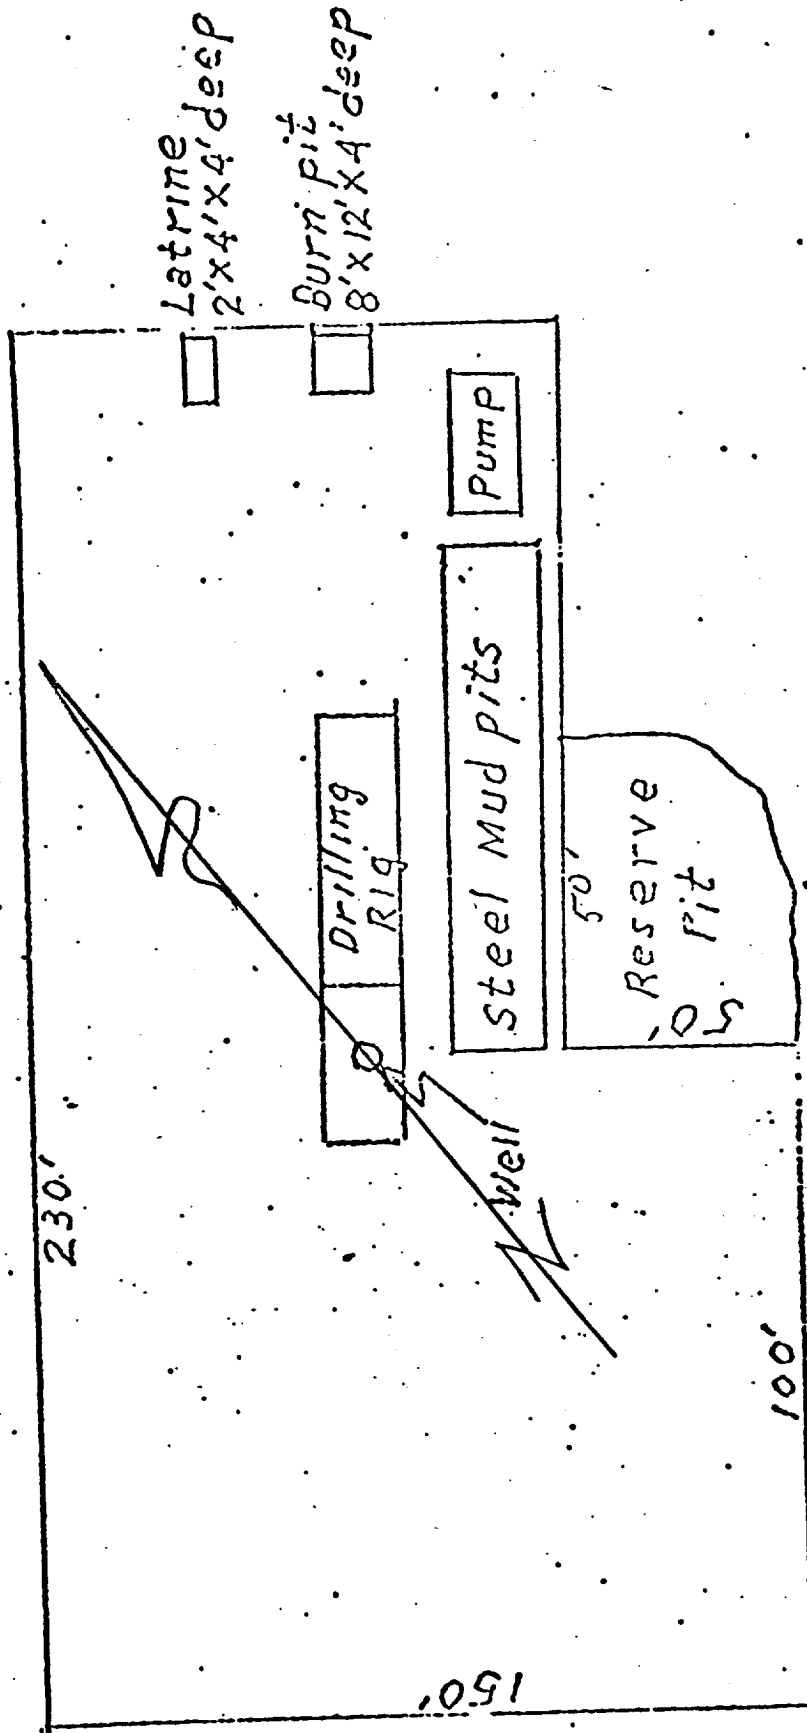 Latrine
2'x4'x4' deep
Burn pit
8'x12'x4' deep
230'
Pump
Drilling
Rig
steel Mud pits
50'
Reserve
Pit
50'
Well
N
100'
150'